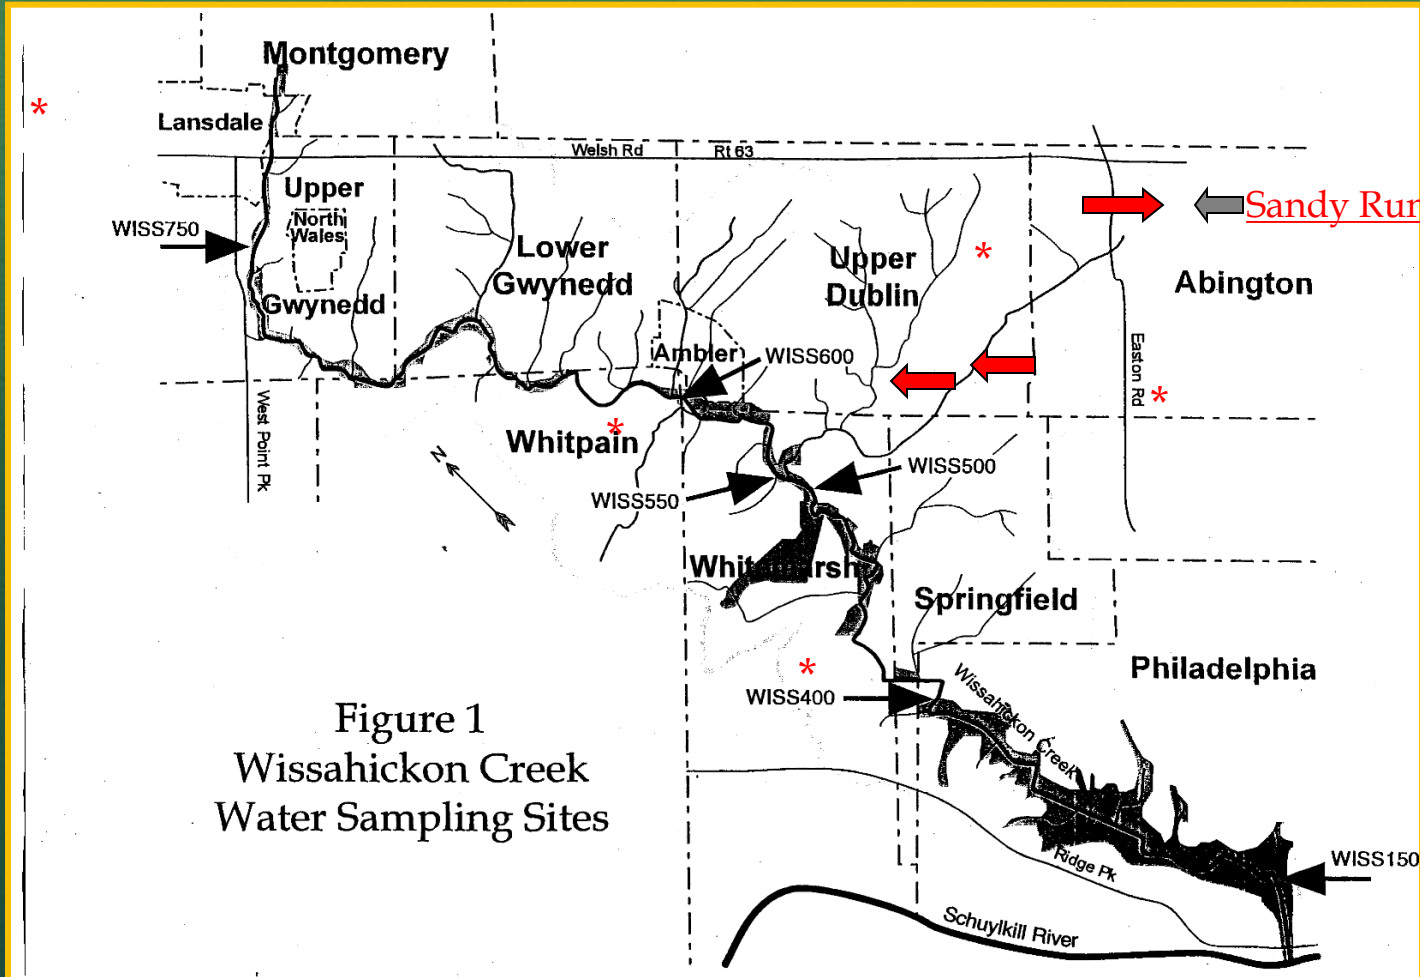 Montgomery
*
Lansdale
Welsh Rd
Rt 63
Upper
North
Wales
Gwynedd
WISS750
Lower
Gwynedd
Upper
Dublin
*
Sandy Run
Abington
Ambler
WISS600
Easton Rd
*
West Point Pk
*
Whitpain
N
WISS500
WISS550
Whitemarsh
Springfield
*
Philadelphia
WISS400
Wissahickon Creek
Figure 1
Wissahickon Creek
Water Sampling Sites
Ridge Pk
WISS150
Schuylkill River